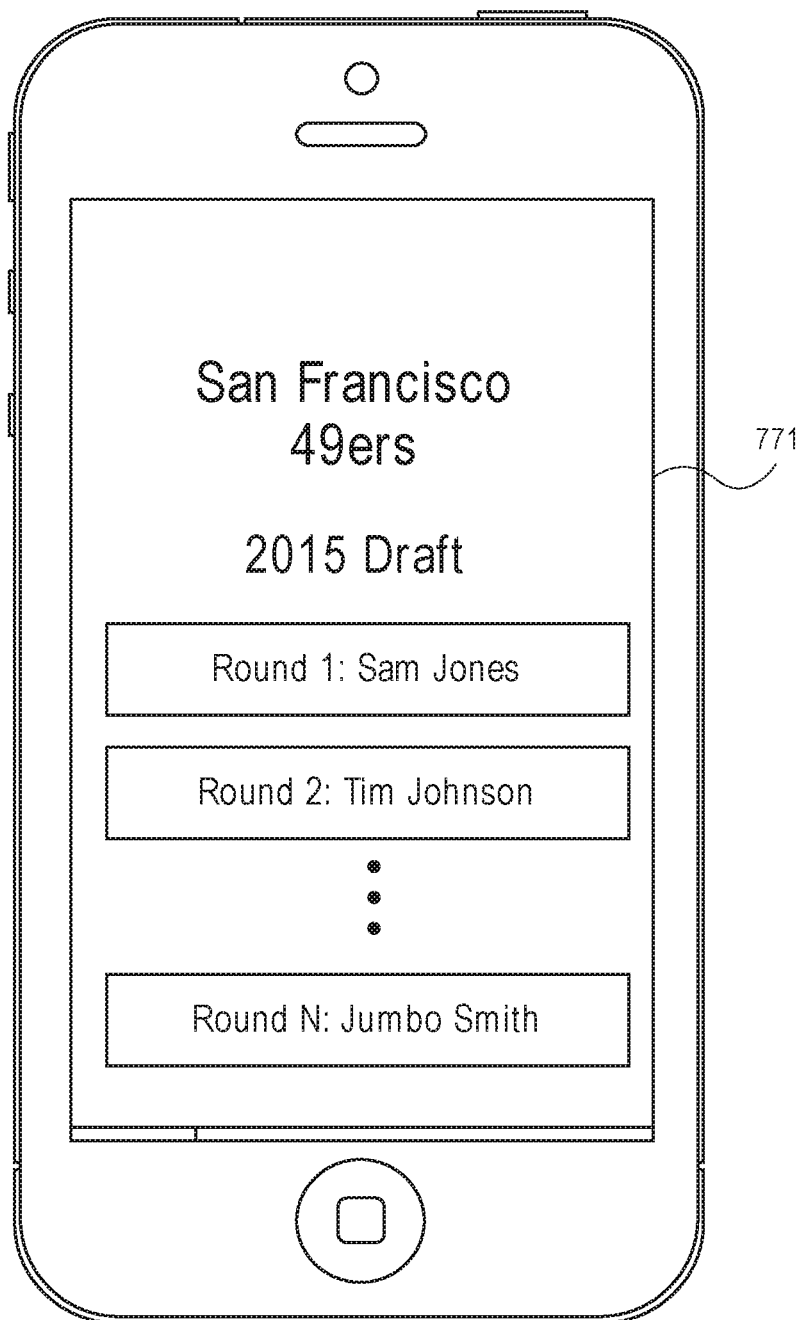 San Francisco
49ers
771
2015 Draft
Round 1: Sam Jones
Round 2: Tim Johnson
Round N: Jumbo Smith